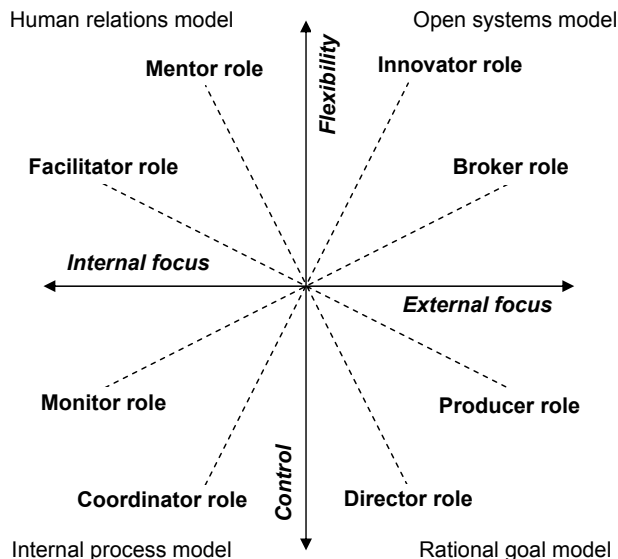 Human relations model
Open systems model
Mentor role
Innovator role
Flexibility
Facilitator role
Broker role
Internal focus
External focus
Monitor role
Producer role
Control
Coordinator role
Director role
Internal process model
Rational goal model